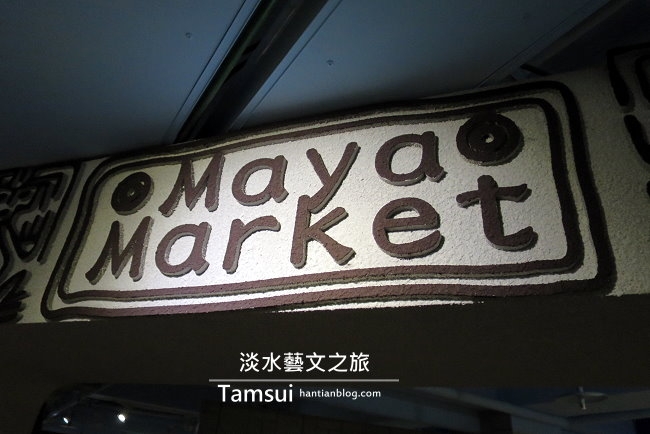 Maya
Market
淡水藝文之旅
Tamsui hantianblog.com